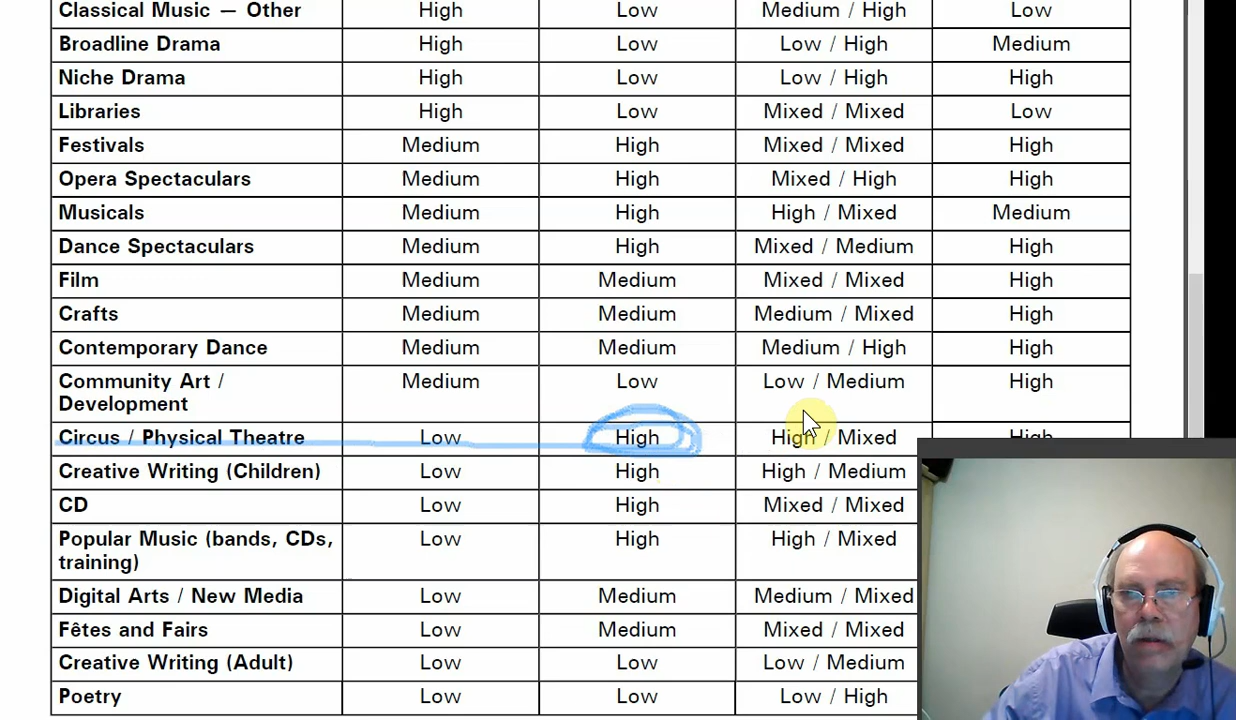 Classical Music — Other High Low Medium / High Low
Broadline Drama High Low Low / High Medium
Niche Drama High Low Low / High High
Libraries High Low Mixed / Mixed Low
Festivals Medium High Mixed / Mixed High
Opera Spectaculars Medium High Mixed / High High
Musicals Medium High High / Mixed Medium
Dance Spectaculars Medium High Mixed / Medium High
Film Medium Medium Mixed / Mixed High
Crafts Medium Medium Medium / Mixed High
Contemporary Dance Medium Medium Medium / High High
Community Art / Medium Low Low / Medium High
Development
Circus / Physical Theatre Low High High / Mixed High
Creative Writing (Children) Low High High / Medium
CD Low High Mixed / Mixed
Popular Music (bands, CDs, Low High High / Mixed
training)
Digital Arts / New Media Low Medium Medium / Mixed
Fêtes and Fairs Low Medium Mixed / Mixed
Creative Writing (Adult) Low Low Low / Medium
Poetry Low Low Low / High